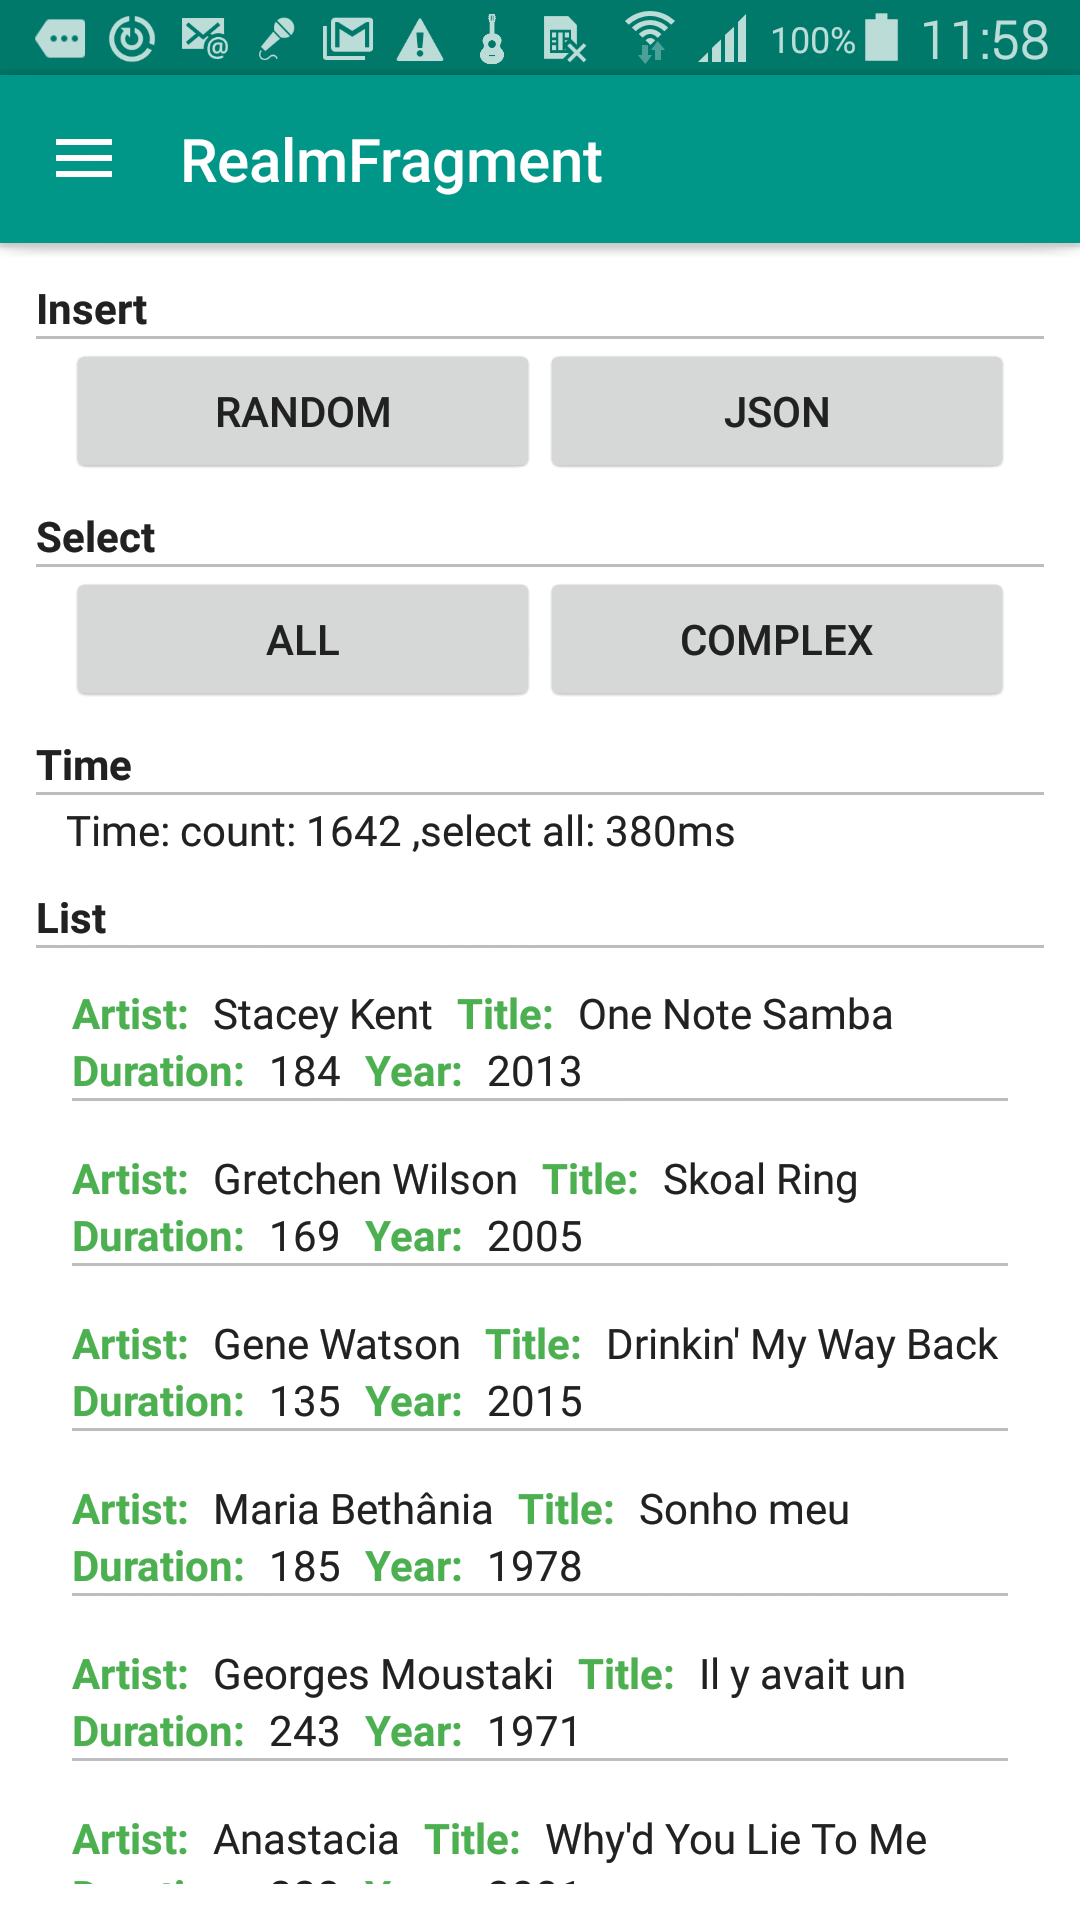 100% 11:58
RealmFragment
Insert
RANDOM JSON
Select
ALL COMPLEX
Time
Time: count: 1642 ,select all: 380ms
List
Artist: Stacey Kent Title: One Note Samba
Duration: 184 Year: 2013
Artist: Gretchen Wilson Title: Skoal Ring
Duration: 169 Year: 2005
Artist: Gene Watson Title: Drinkin' My Way Back
Duration: 135 Year: 2015
Artist: Maria Bethânia Title: Sonho meu
Duration: 185 Year: 1978
Artist: Georges Moustaki Title: Il y avait un
Duration: 243 Year: 1971
Artist: Anastacia Title: Why'd You Lie To Me